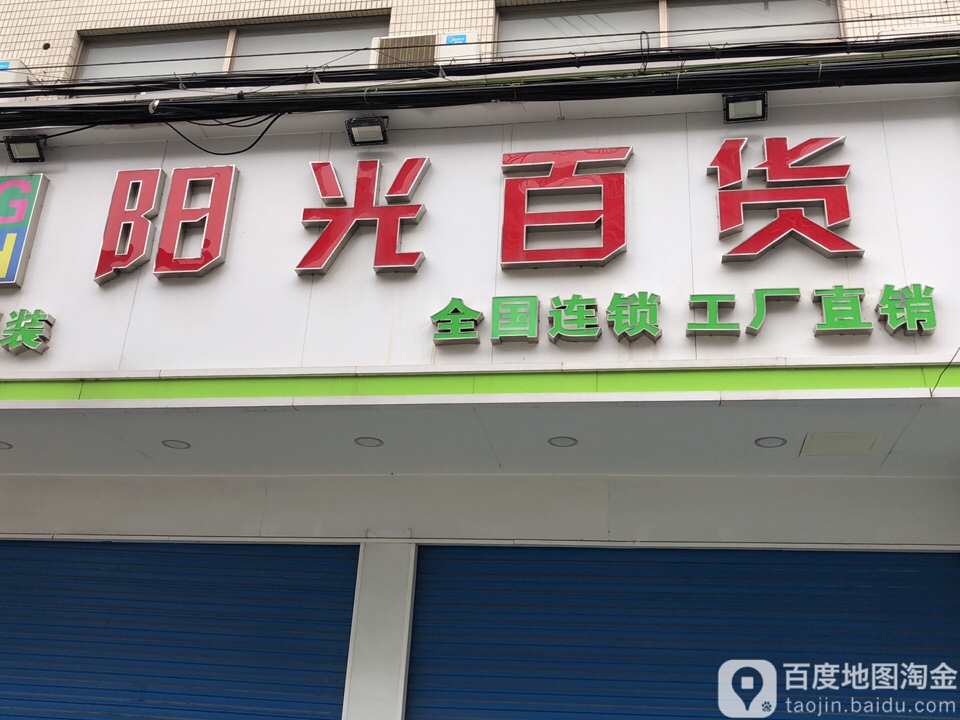 阳光百货
G
H
装
全国连锁 工厂直销
百度地图淘金
taojin.baidu.com